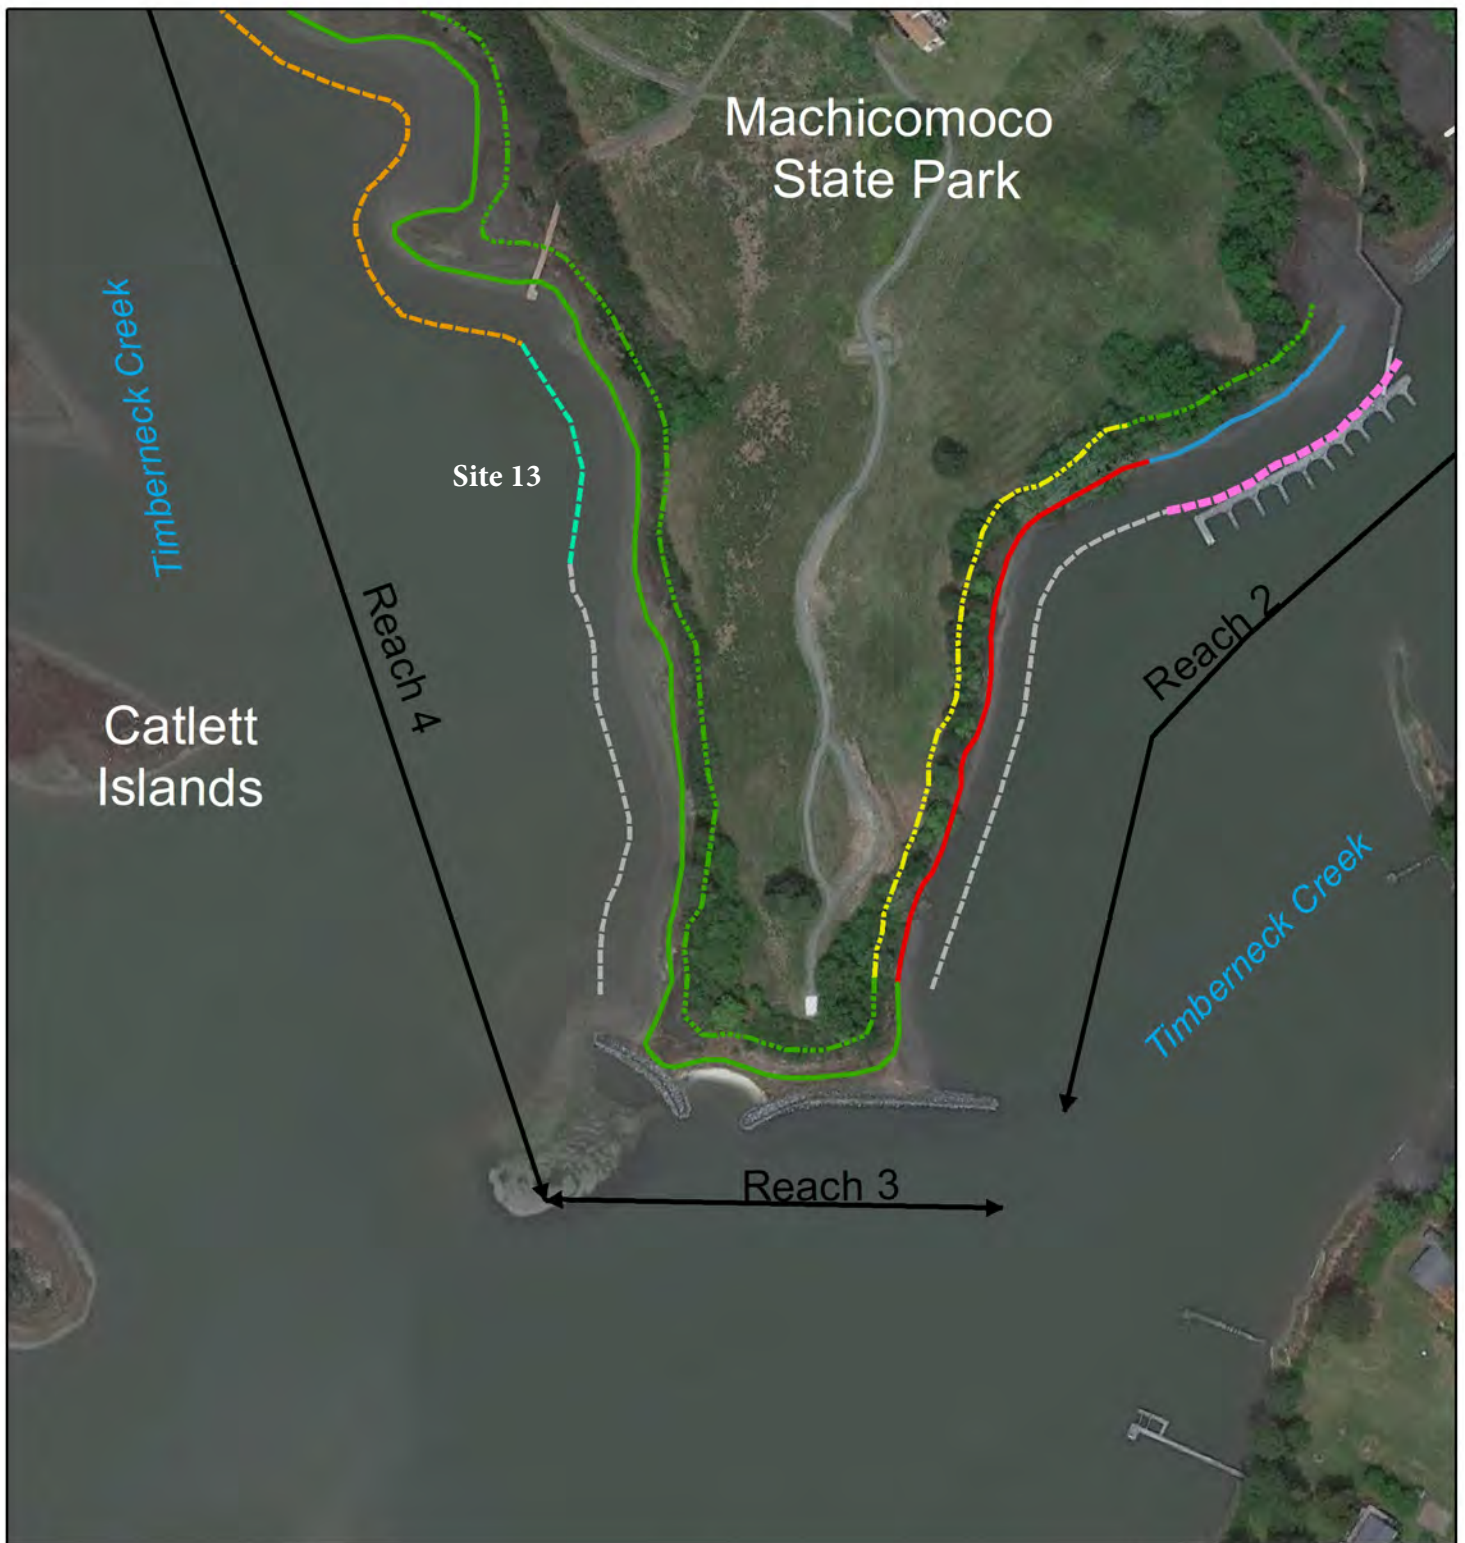 Machicomoco
State Park
Timberneck Creek
Site 13
Reach 4
Reach 2
Catlett
Islands
Timberneck Creek
Reach 3